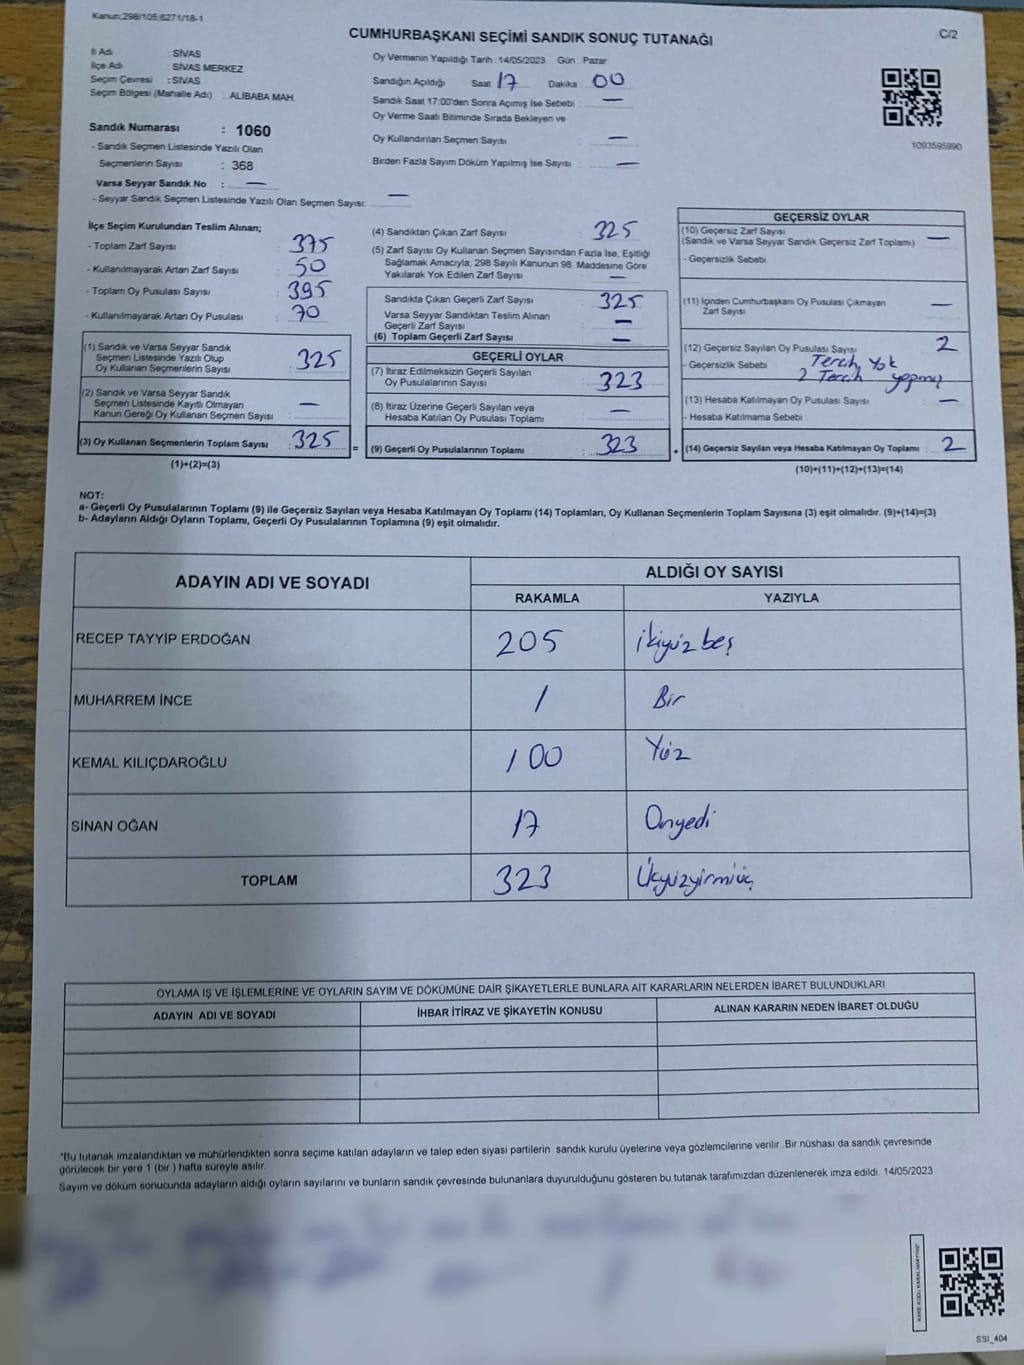 Kanun;298/105;6271/18-1
C/2
CUMHURBAŞKANI SEÇİMİ SANDIK SONUÇ TUTANAĞI
İl Adı : SİVAS
İlçe Adı : SİVAS MERKEZ
Seçim Çevresi : SİVAS
Seçim Bölgesi (Mahalle Adı) : ALİBABA MAH.
Sandık Numarası : 1060
- Sandık Seçmen Listesinde Yazılı Olan
Seçmenlerin Sayısı : 368
Varsa Seyyar Sandık No : —
- Seyyar Sandık Seçmen Listesinde Yazılı Olan Seçmen Sayısı: —
Oy Vermenin Yapıldığı Tarih : 14/05/2023 Gün : Pazar
Sandığın Açıldığı Saat : 17 Dakika : 00
Sandık Saat 17:00'den Sonra Açımış İse Sebebi : —
Oy Verme Saati Bitiminde Sırada Bekleyen ve
Oy Kullandırılan Seçmen Sayısı : —
Birden Fazla Sayım Döküm Yapılmış İse Sayısı : —
1093595990
İlçe Seçim Kurulundan Teslim Alınan;
- Toplam Zarf Sayısı : 375
- Kullanılmayarak Artan Zarf Sayısı : 50
- Toplam Oy Pusulası Sayısı : 395
- Kullanılmayarak Artan Oy Pusulası : 70
(1) Sandık ve Varsa Seyyar Sandık
Seçmen Listesinde Yazılı Olup
Oy Kullanan Seçmenlerin Sayısı : 325
(2) Sandık ve Varsa Seyyar Sandık
Seçmen Listesinde Kayıtlı Olmayan
Kanun Gereği Oy Kullanan Seçmen Sayısı : —
(3) Oy Kullanan Seçmenlerin Toplam Sayısı : 325 =
(1)+(2)=(3)
(4) Sandıktan Çıkan Zarf Sayısı : 325
(5) Zarf Sayısı Oy Kullanan Seçmen Sayısından Fazla İse, Eşitliği
Sağlamak Amacıyla, 298 Sayılı Kanunun 98. Maddesine Göre
Yakılarak Yok Edilen Zarf Sayısı : —
Sandıkta Çıkan Geçerli Zarf Sayısı : 325
Varsa Seyyar Sandıktan Teslim Alınan
Geçerli Zarf Sayısı : —
(6) Toplam Geçerli Zarf Sayısı : —
GEÇERLİ OYLAR
(7) İtiraz Edilmeksizin Geçerli Sayılan
Oy Pusulalarının Sayısı : 323
(8) İtiraz Üzerine Geçerli Sayılan veya
Hesaba Katılan Oy Pusulası Toplamı : —
(9) Geçerli Oy Pusulalarının Toplamı : 323 +
GEÇERSİZ OYLAR
(10) Geçersiz Zarf Sayısı : —
(Sandık ve Varsa Seyyar Sandık Geçersiz Zarf Toplamı)
- Geçersizlik Sebebi :
(11) İçinden Cumhurbaşkanı Oy Pusulası Çıkmayan : —
Zarf Sayısı
(12) Geçersiz Sayılan Oy Pusulası Sayısı : 2
- Geçersizlik Sebebi : Tercih Yok
2 Tercih yapmış
(13) Hesaba Katılmayan Oy Pusulası Sayısı : —
- Hesaba Katılmama Sebebi :
(14) Geçersiz Sayılan veya Hesaba Katılmayan Oy Toplamı : 2
(10)+(11)+(12)+(13)=(14)
NOT:
a- Geçerli Oy Pusulalarının Toplamı (9) ile Geçersiz Sayılan veya Hesaba Katılmayan Oy Toplamı (14) Toplamları, Oy Kullanan Seçmenlerin Toplam Sayısına (3) eşit olmalıdır. (9)+(14)=(3)
b- Adayların Aldığı Oyların Toplamı, Geçerli Oy Pusulalarının Toplamına (9) eşit olmalıdır.
ADAYIN ADI VE SOYADI
ALDIĞI OY SAYISI
RAKAMLA YAZIYLA
RECEP TAYYİP ERDOĞAN 205 ikiyüzbeş
MUHARREM İNCE 1 Bir
KEMAL KILIÇDAROĞLU 100 Yüz
SİNAN OĞAN 17 Onyedi
TOPLAM 323 Üçyüzyirmiüç
OYLAMA İŞ VE İŞLEMLERİNE VE OYLARIN SAYIM VE DÖKÜMÜNE DAİR ŞİKAYETLERLE BUNLARA AİT KARARLARIN NELERDEN İBARET BULUNDUKLARI
ADAYIN ADI VE SOYADI İHBAR İTİRAZ VE ŞİKAYETİN KONUSU ALINAN KARARIN NEDEN İBARET OLDUĞU
*Bu tutanak imzalandıktan ve mühürlendikten sonra seçime katılan adayların ve talep eden siyasi partilerin sandık kurulu üyelerine veya gözlemcilerine verilir .Bir nüshası da sandık çevresinde
görülecek bir yere 1 (bir ) hafta süreyle asılır.
Sayım ve döküm sonucunda adayların aldığı oyların sayılarını ve bunların sandık çevresinde bulunanlara duyurulduğunu gösteren bu tutanak tarafımızdan düzenlenerek imza edildi. 14/05/2023
SSI_404